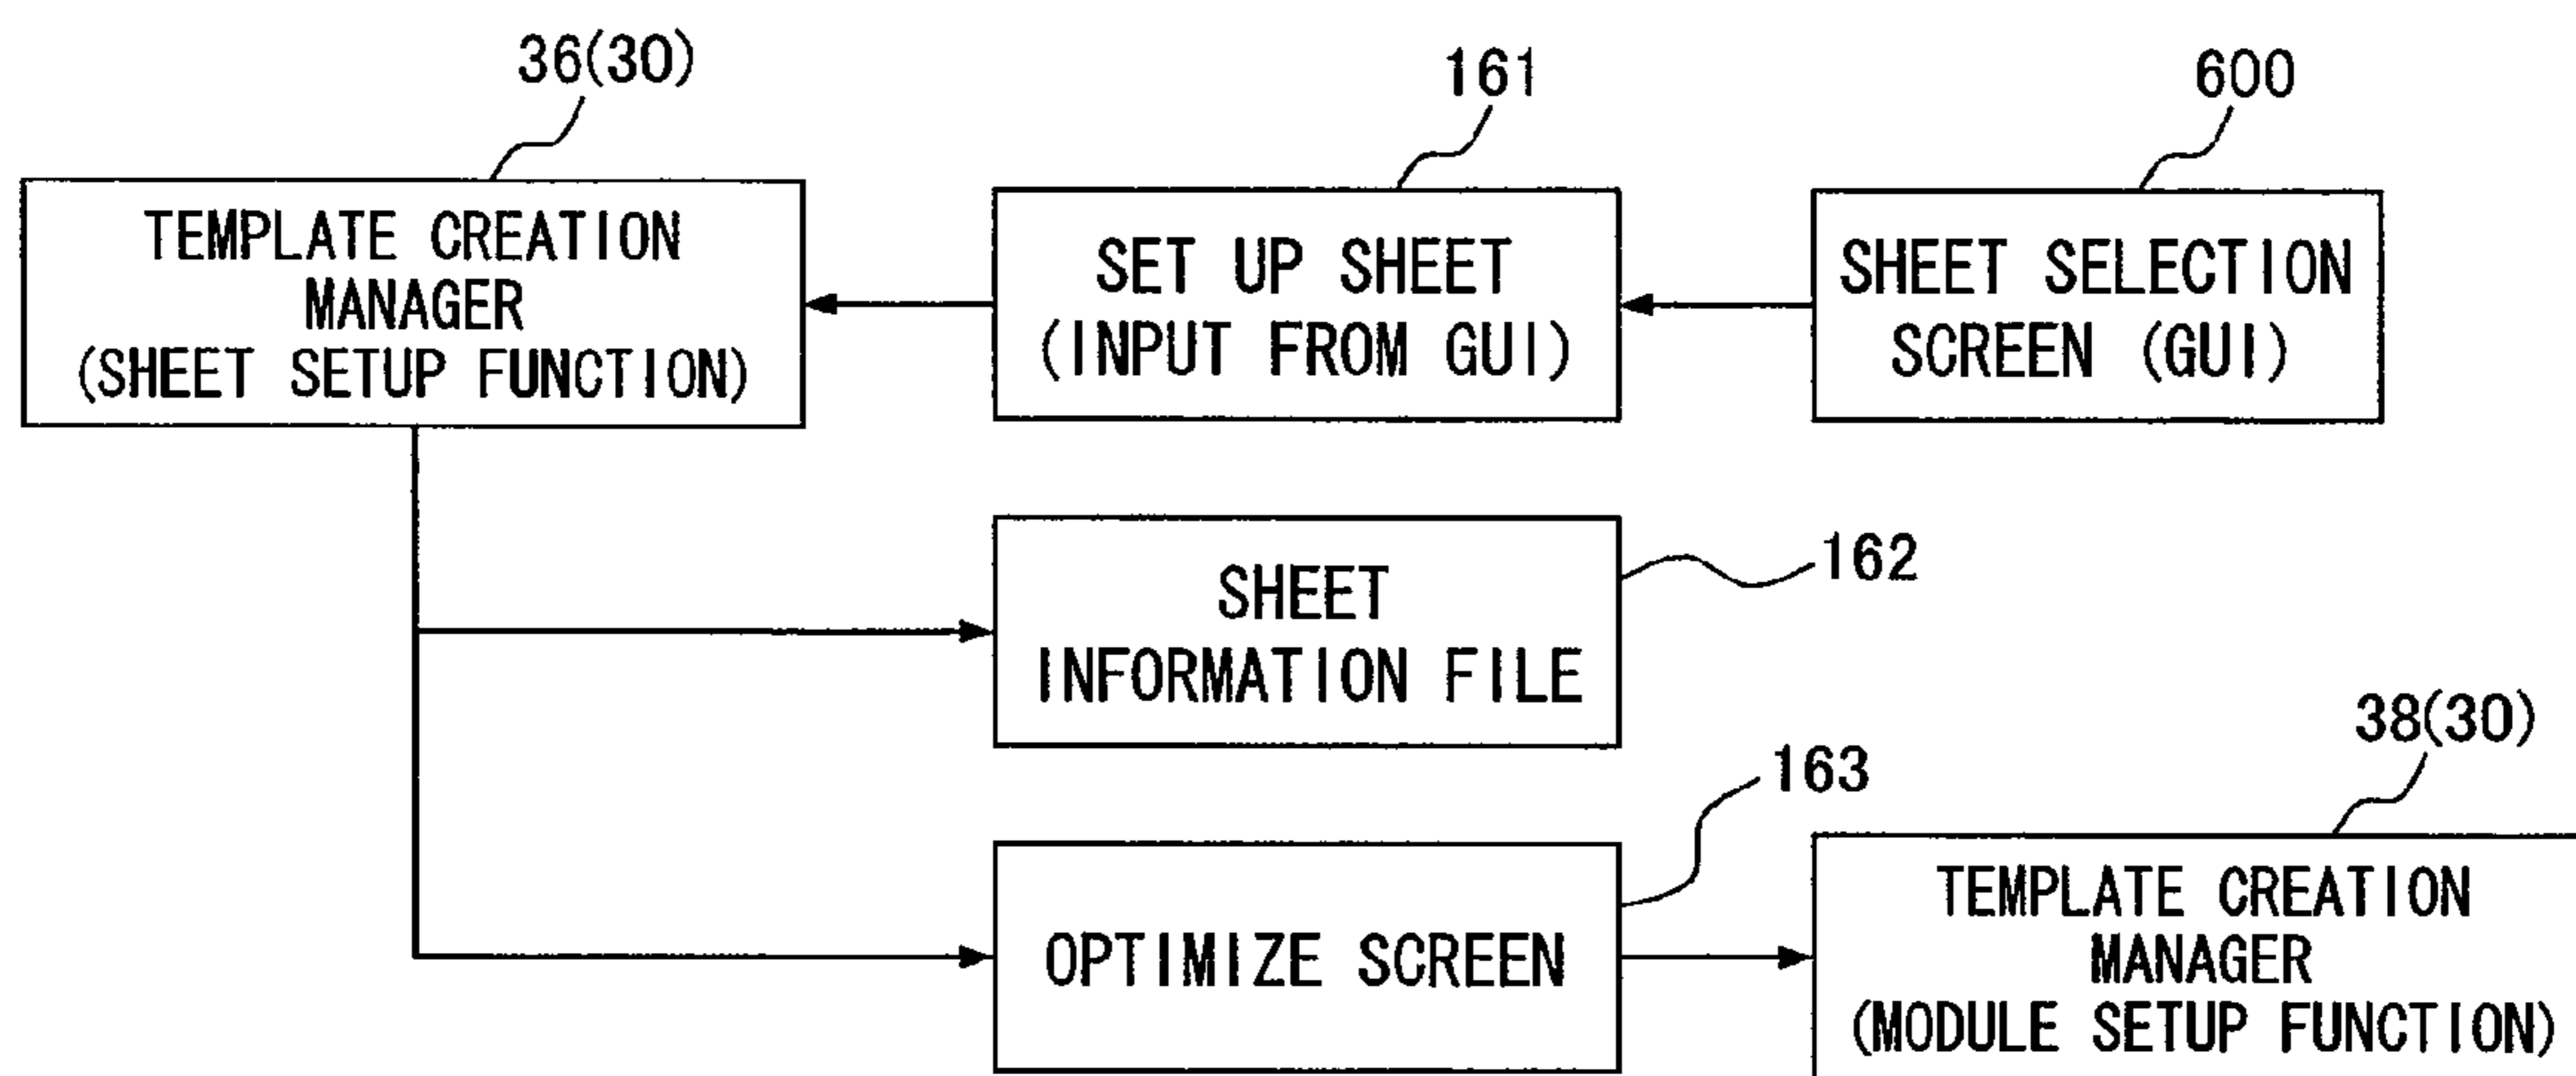 36(30)
161
600
TEMPLATE CREATION
MANAGER
(SHEET SETUP FUNCTION)
SET UP SHEET
(INPUT FROM GUI)
SHEET SELECTION
SCREEN (GUI)
SHEET
INFORMATION FILE
162
163
38(30)
OPTIMIZE SCREEN
TEMPLATE CREATION
MANAGER
(MODULE SETUP FUNCTION)